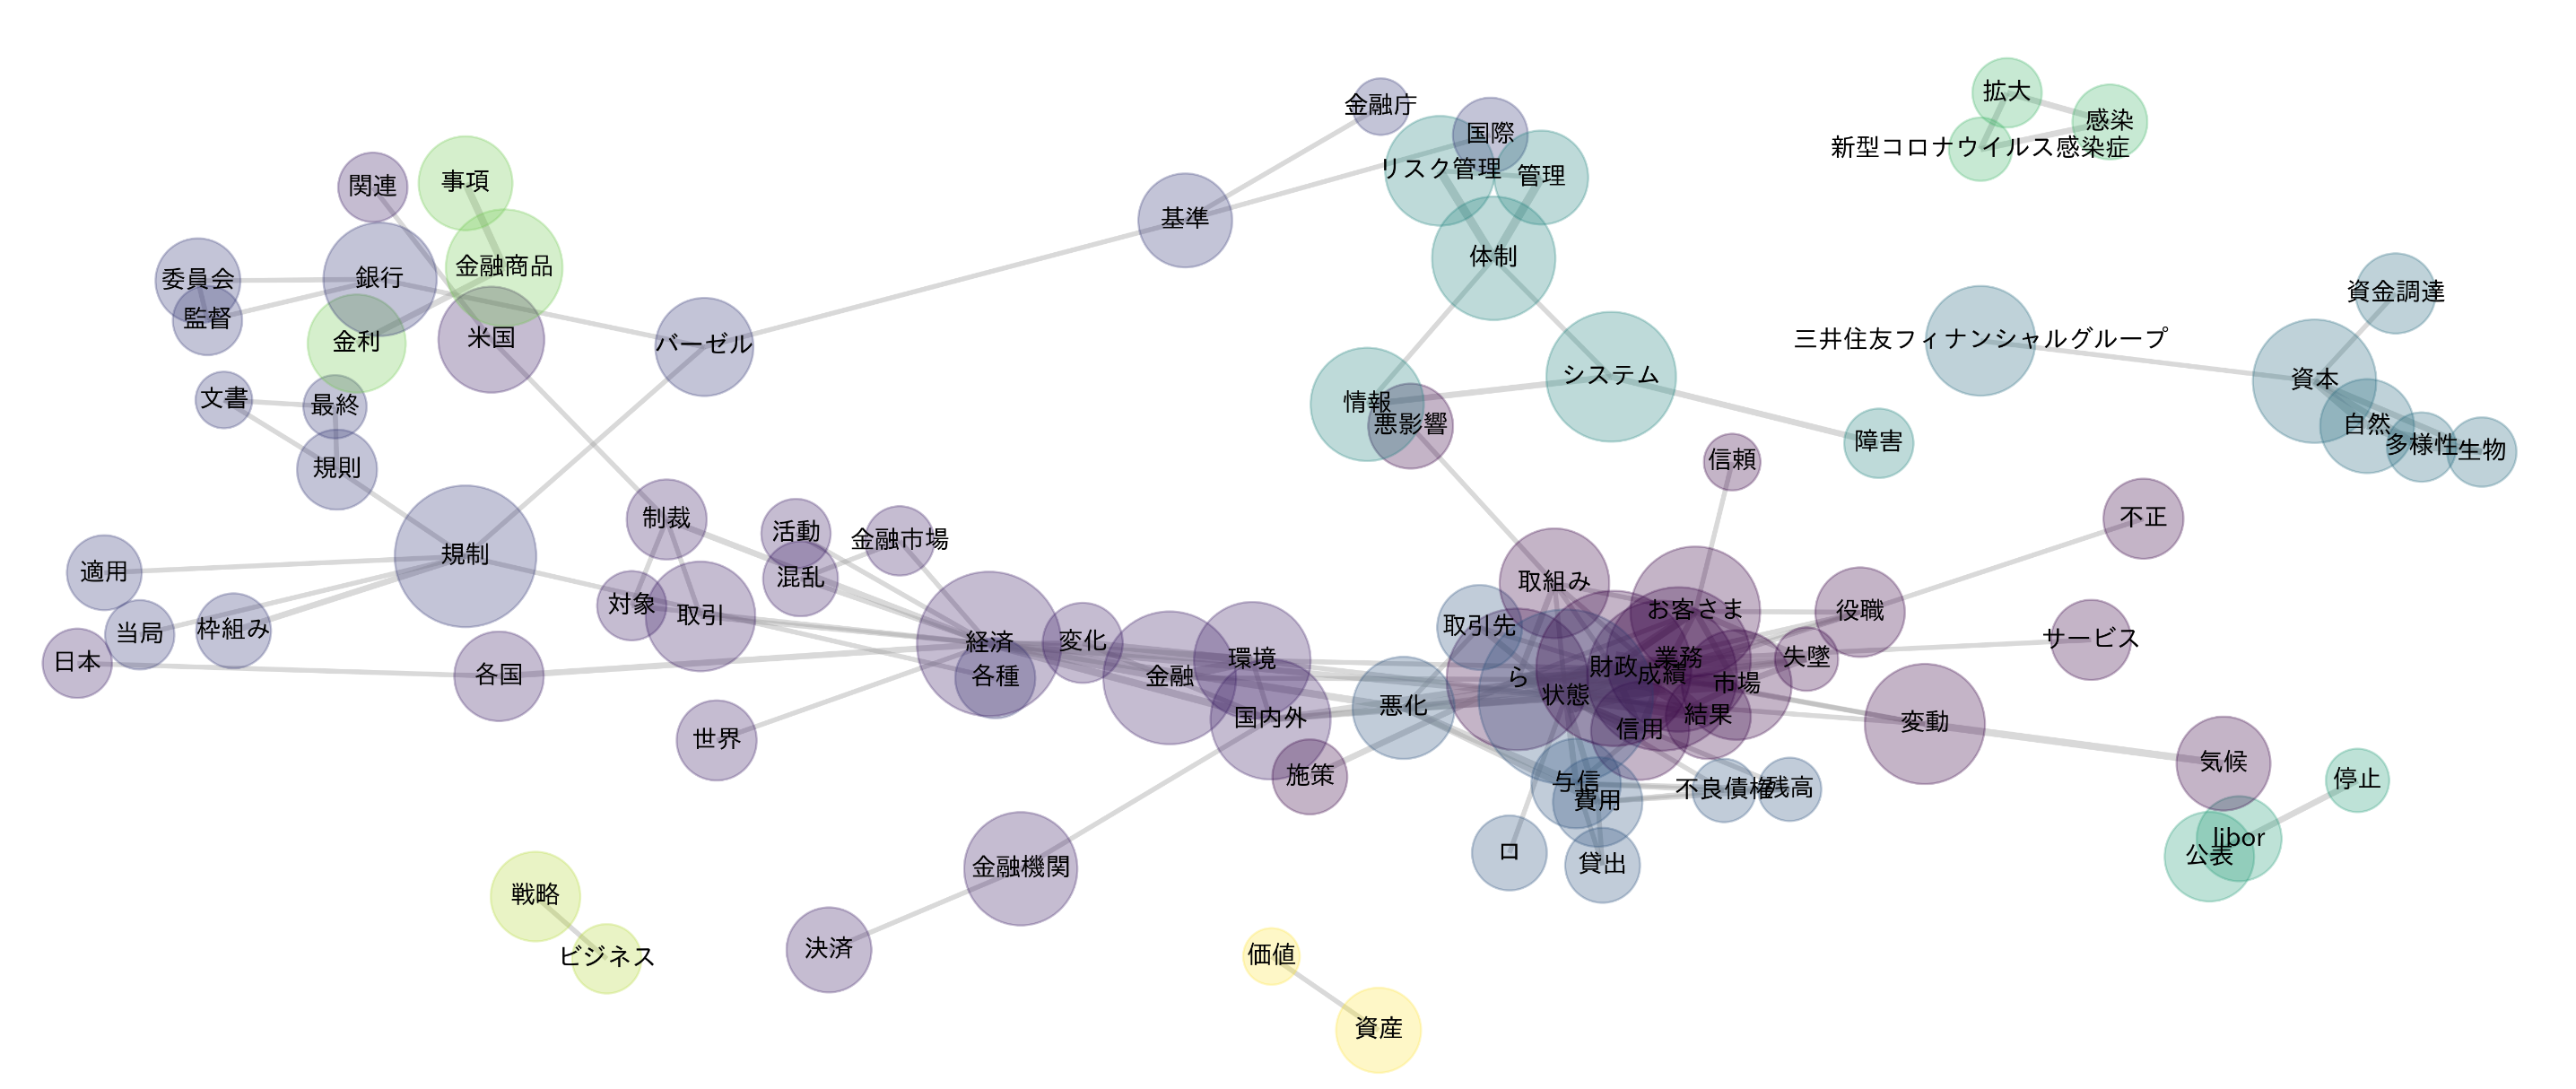 拡大
金融庁
感染
国際
新型コロナウイルス感染症
リスク管理
管理
事項
関連
基準
体制
金融商品
委員会
銀行
資金調達
監督
米国
金利
バーゼル
三井住友フィナンシャルグループ
システム
資本
文書
最終
情報
悪影響
自然
障害
多様性
生物
信頼
規則
制裁
不正
活動
金融市場
規制
適用
混乱
取組み
対象
取引
お客さま
役職
当局
枠組み
取引先
サービス
経済
変化
環境
業務
失墜
日本
財政
各国
各種
金融
ら
成績
市場
状態
悪化
国内外
結果
変動
信用
世界
気候
施策
与信
不良債権
残高
停止
費用
libor
ロ
公表
貸出
金融機関
戦略
決済
ビジネス
価値
資産